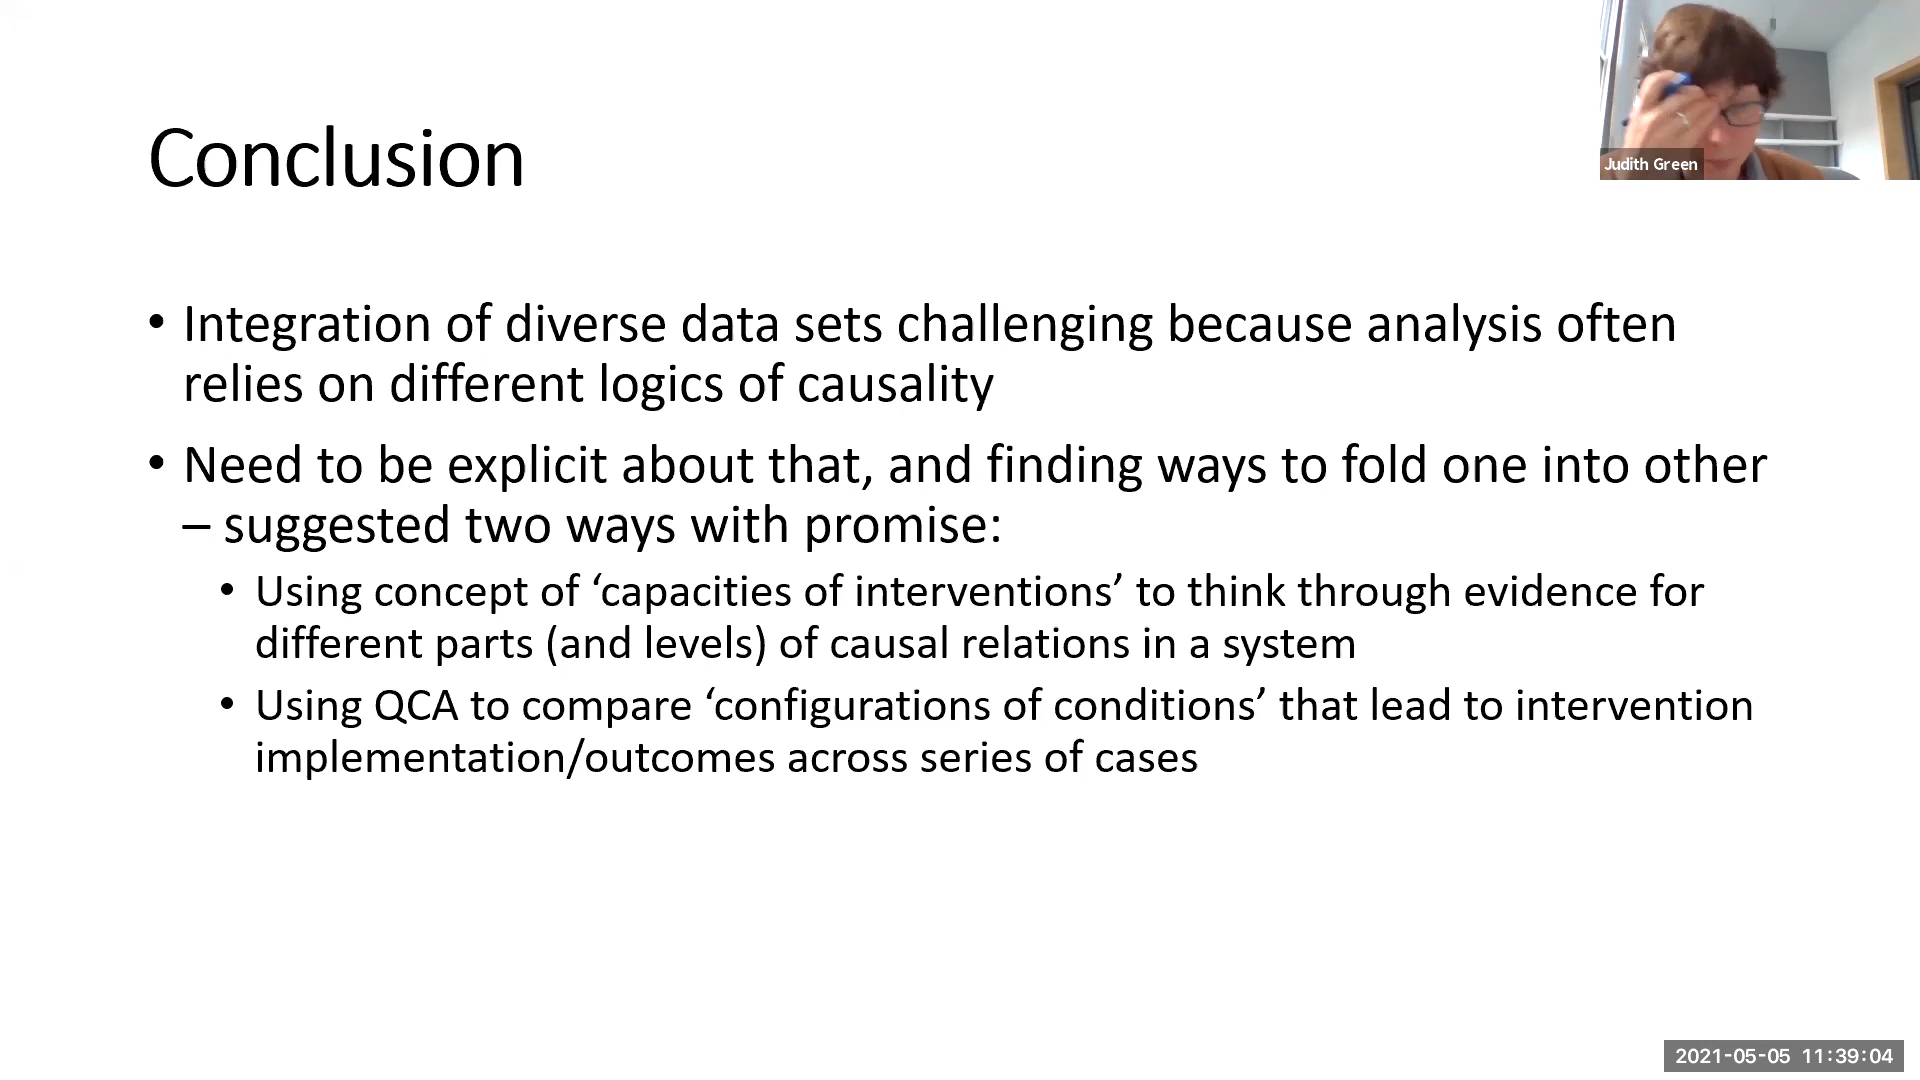 Conclusion
Judith Green
• Integration of diverse data sets challenging because analysis often
relies on different logics of causality
• Need to be explicit about that, and finding ways to fold one into other
– suggested two ways with promise:
• Using concept of ‘capacities of interventions’ to think through evidence for
different parts (and levels) of causal relations in a system
• Using QCA to compare ‘configurations of conditions’ that lead to intervention
implementation/outcomes across series of cases
2021-05-05 11:39:04